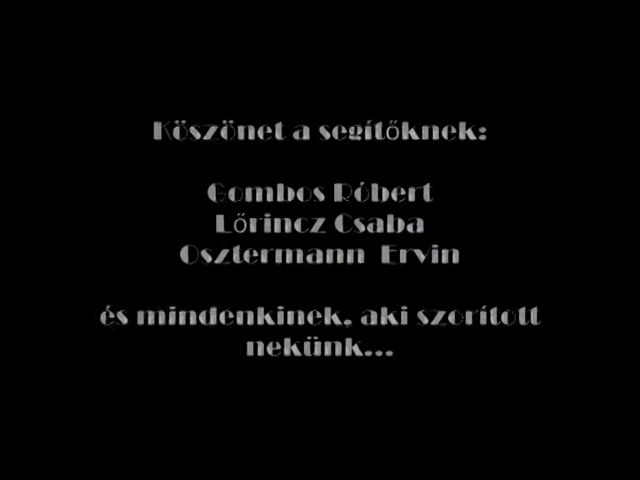 Köszönet a segítőknek:
Gombos Róbert
Lőrincz Csaba
Osztermann Ervin
és mindenkinek, aki szorított
nekünk...